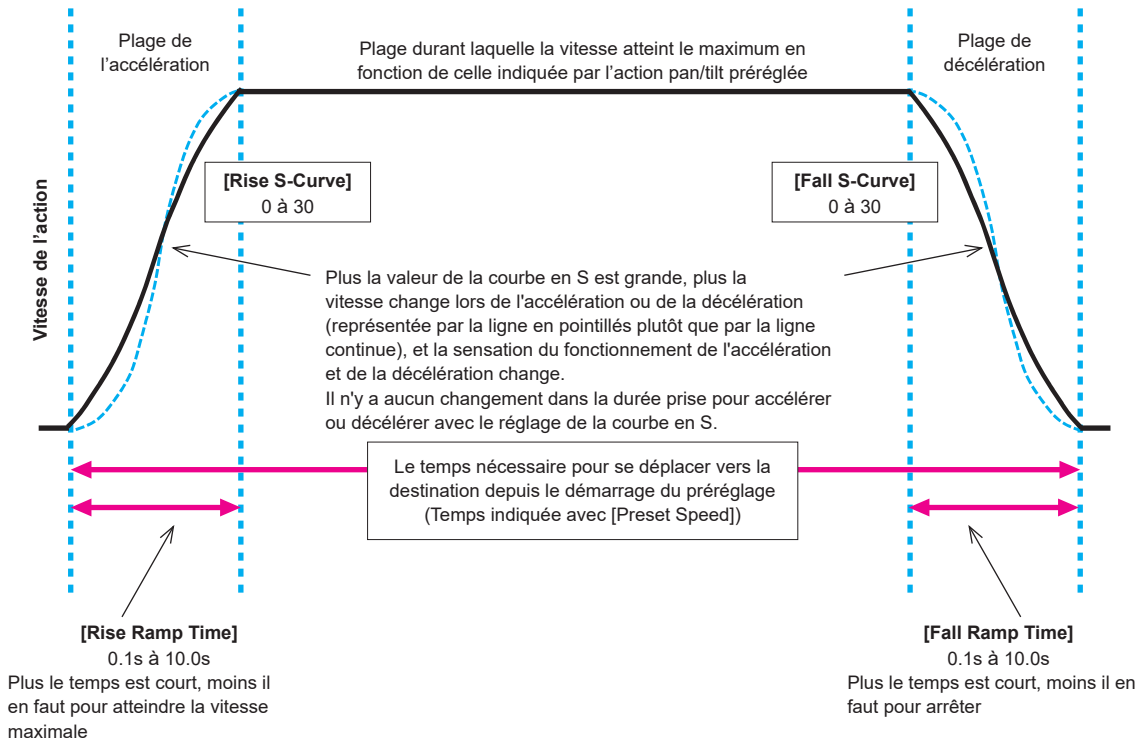 Plage de
l’accélération
Plage durant laquelle la vitesse atteint le maximum en
fonction de celle indiquée par l’action pan/tilt préréglée
Plage de
décélération
Vitesse de l’action
[Rise S-Curve]
0 à 30
[Fall S-Curve]
0 à 30
Plus la valeur de la courbe en S est grande, plus la
vitesse change lors de l'accélération ou de la décélération
(représentée par la ligne en pointillés plutôt que par la ligne
continue), et la sensation du fonctionnement de l'accélération
et de la décélération change.
Il n'y a aucun changement dans la durée prise pour accélérer
ou décélérer avec le réglage de la courbe en S.
Le temps nécessaire pour se déplacer vers la
destination depuis le démarrage du préréglage
(Temps indiquée avec [Preset Speed])
[Rise Ramp Time]
0.1s à 10.0s
Plus le temps est court, moins il
en faut pour atteindre la vitesse
maximale
[Fall Ramp Time]
0.1s à 10.0s
Plus le temps est court, moins il en
faut pour arrêter